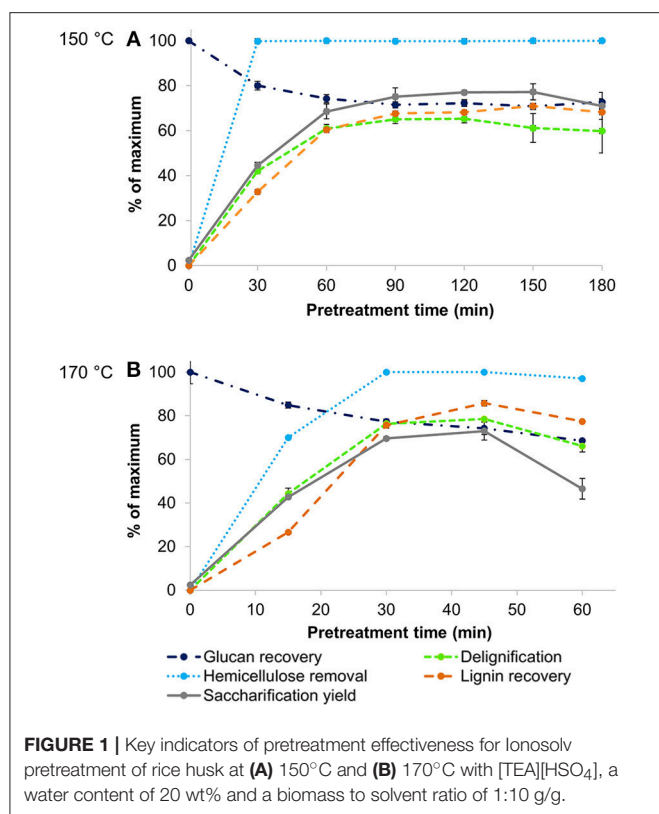 150 °C A 100
80
60
40
20
0
% of maximum
0 30 60 90 120 150 180
Pretreatment time (min)
170 °C B 100
80
60
40
20
0
% of maximum
0 10 20 30 40 50 60
Pretreatment time (min)
Glucan recovery Delignification
Hemicellulose removal Lignin recovery
Saccharification yield
FIGURE 1 | Key indicators of pretreatment effectiveness for Ionosolv
pretreatment of rice husk at (A) 150°C and (B) 170°C with [TEA][HSO4], a
water content of 20 wt% and a biomass to solvent ratio of 1:10 g/g.